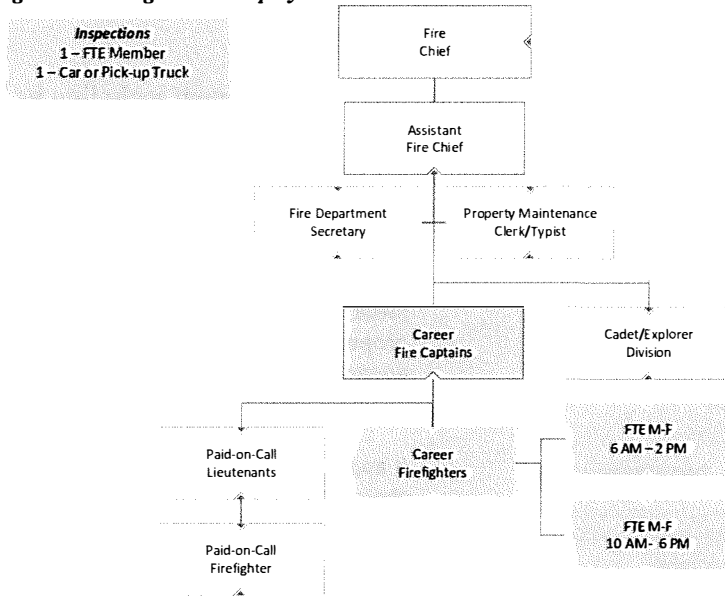 Inspections
1 – FTE Member
1 – Car or Pick-up Truck
Fire
Chief
Assistant
Fire Chief
Fire Department
Secretary
Property Maintenance
Clerk/Typist
Career
Fire Captains
Cadet/Explorer
Division
Paid-on-Call
Lieutenants
Career
Firefighters
FTE M-F
6 AM – 2 PM
Paid-on-Call
Firefighter
FTE M-F
10 AM - 6 PM